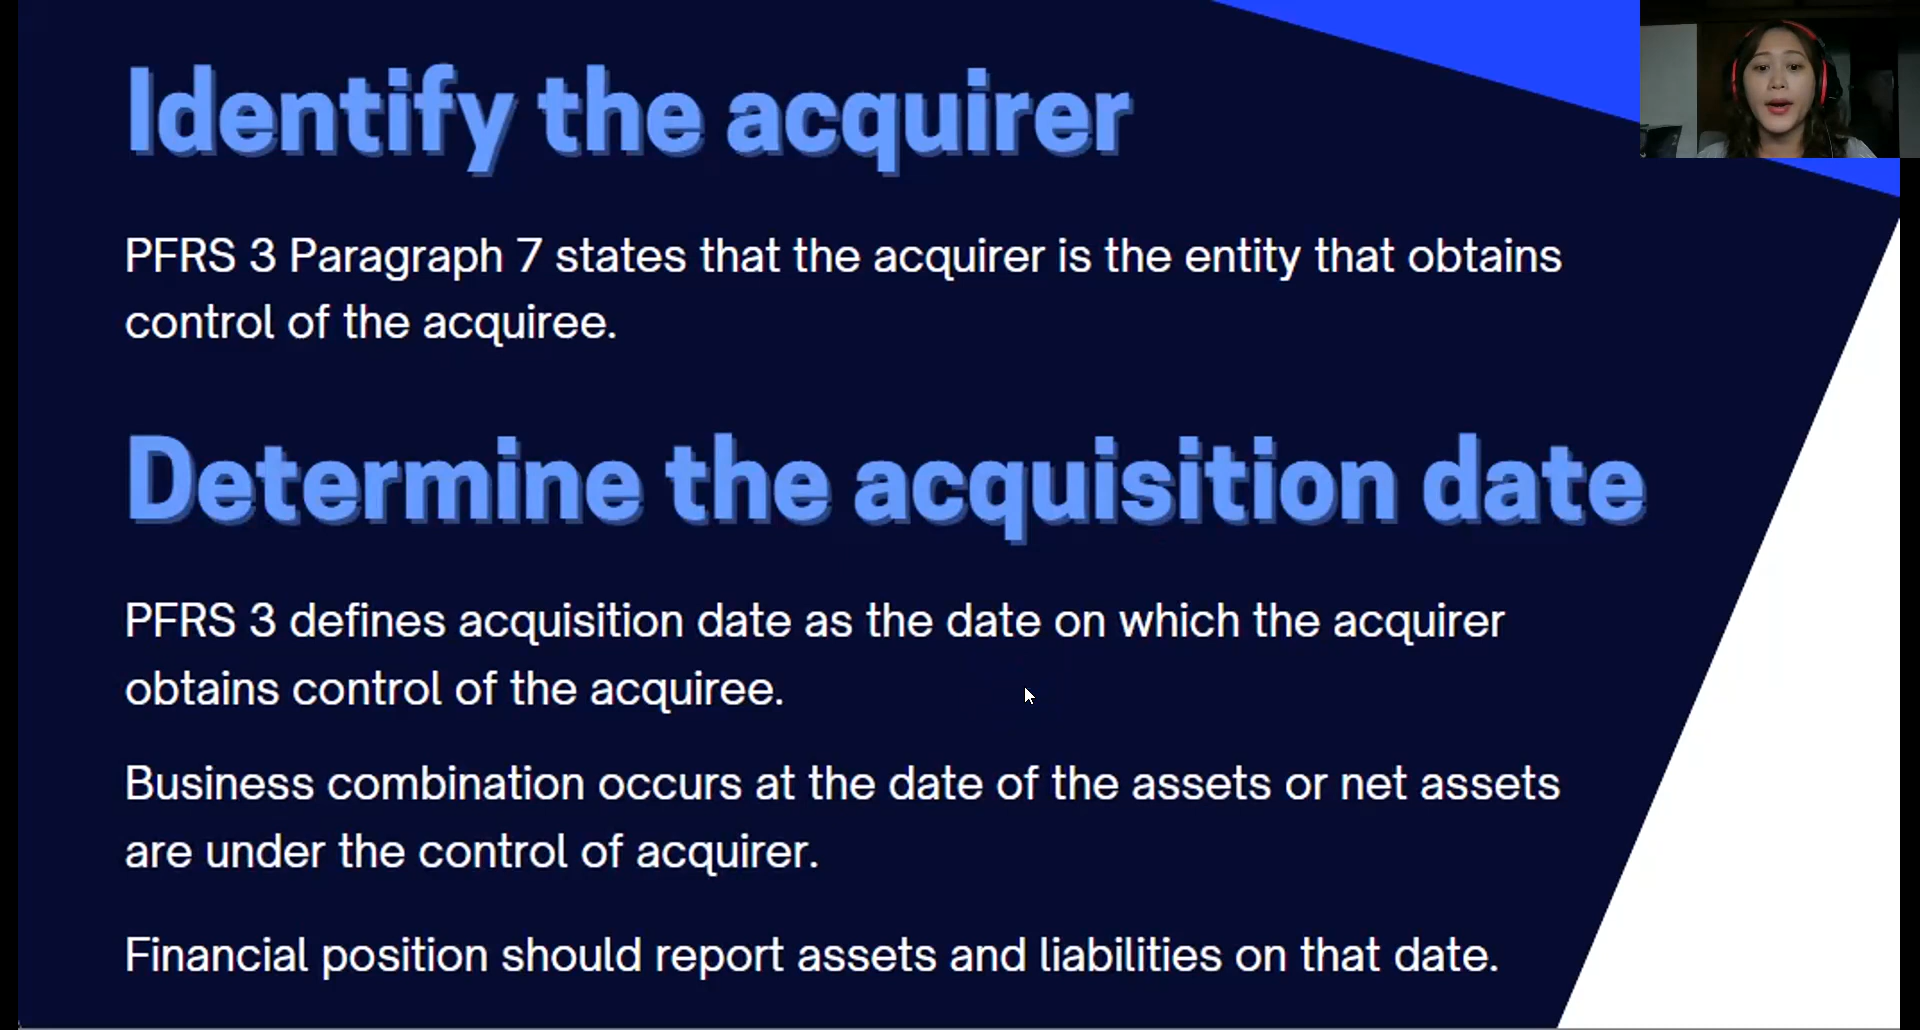 Identify the acquirer
PFRS 3 Paragraph 7 states that the acquirer is the entity that obtains
control of the acquiree.
Determine the acquisition date
PFRS 3 defines acquisition date as the date on which the acquirer
obtains control of the acquiree.
Business combination occurs at the date of the assets or net assets
are under the control of acquirer.
Financial position should report assets and liabilities on that date.